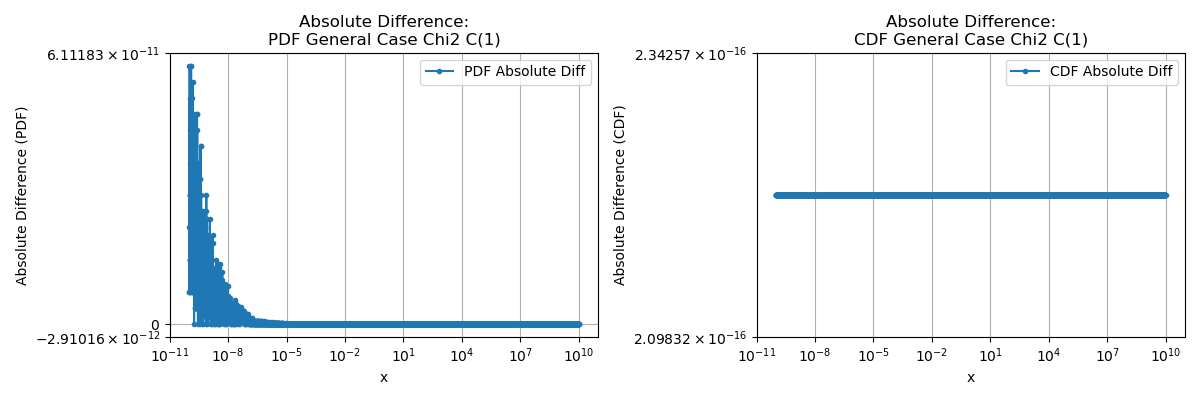 Absolute Difference:
PDF General Case Chi2 C(1)
6.11183 × 10⁻¹¹
PDF Absolute Diff
Absolute Difference (PDF)
0
−2.91016 × 10⁻¹²
10⁻¹¹ 10⁻⁸ 10⁻⁵ 10⁻² 10¹ 10⁴ 10⁷ 10¹⁰
x
Absolute Difference:
CDF General Case Chi2 C(1)
2.34257 × 10⁻¹⁶
CDF Absolute Diff
Absolute Difference (CDF)
2.09832 × 10⁻¹⁶
10⁻¹¹ 10⁻⁸ 10⁻⁵ 10⁻² 10¹ 10⁴ 10⁷ 10¹⁰
x